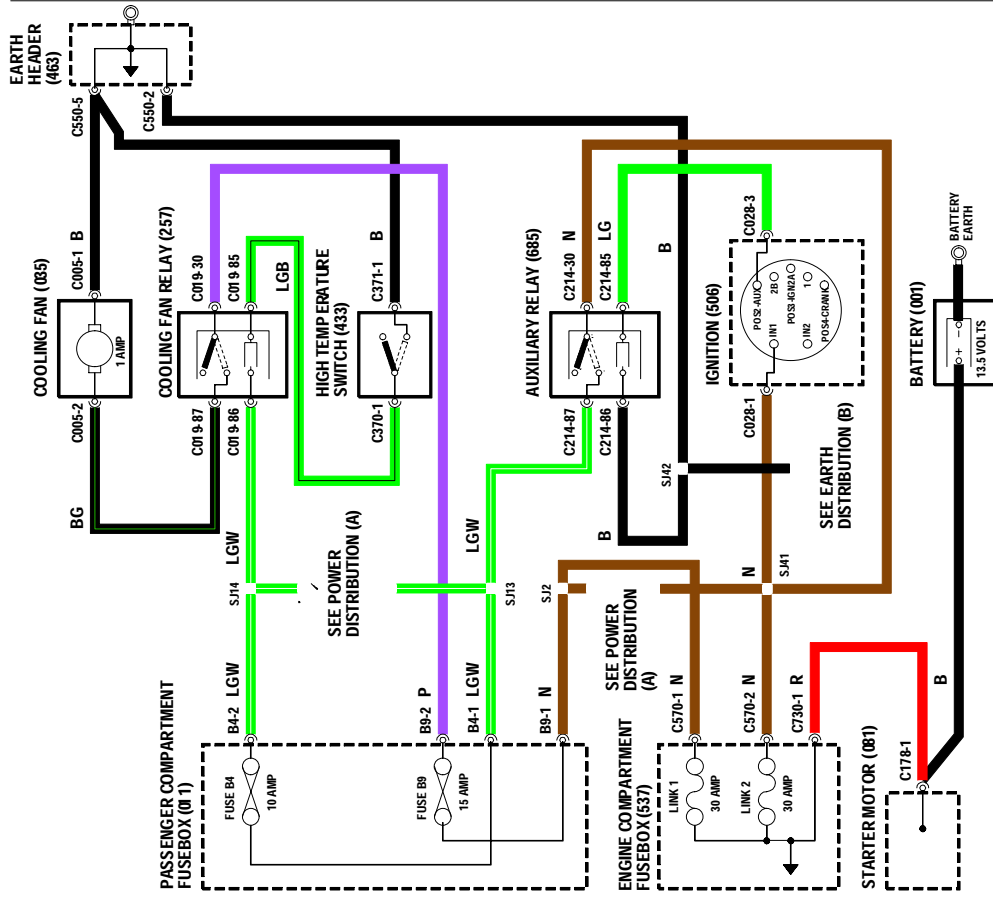 EARTH
HEADER
(463)
C550-5
C550-2
COOLING FAN (035)
C005-1
B
1 AMP
C005-2
BG
COOLING FAN RELAY (257)
C019-30
C019-85
LGB
C019-87
C019-86
LGW
HIGH TEMPERATURE
SWITCH (433)
C371-1
B
C370-1
AUXILIARY RELAY (685)
C214-30
N
C214-85
LG
C214-87
C214-86
LGW
B
B
SJ42
IGNITION (506)
C028-3
POS2-AUX
2B
POS3-IGN2A
1
POS4-CRANK
IN1
IN2
C028-1
SEE EARTH
DISTRIBUTION (B)
BATTERY (001)
BATTERY
EARTH
+ -
13.5 VOLTS
SJ14
SEE POWER
DISTRIBUTION (A)
SJ13
SJ2
SEE POWER
DISTRIBUTION
(A)
N
SJ41
PASSENGER COMPARTMENT
FUSEBOX (011)
B4-2
LGW
B9-2
P
B4-1
LGW
B9-1
N
FUSE B4
10 AMP
FUSE B9
15 AMP
ENGINE COMPARTMENT
FUSEBOX (537)
C570-1
N
C570-2
N
C730-1
R
LINK 1
30 AMP
LINK 2
30 AMP
STARTER MOTOR (081)
C178-1
B